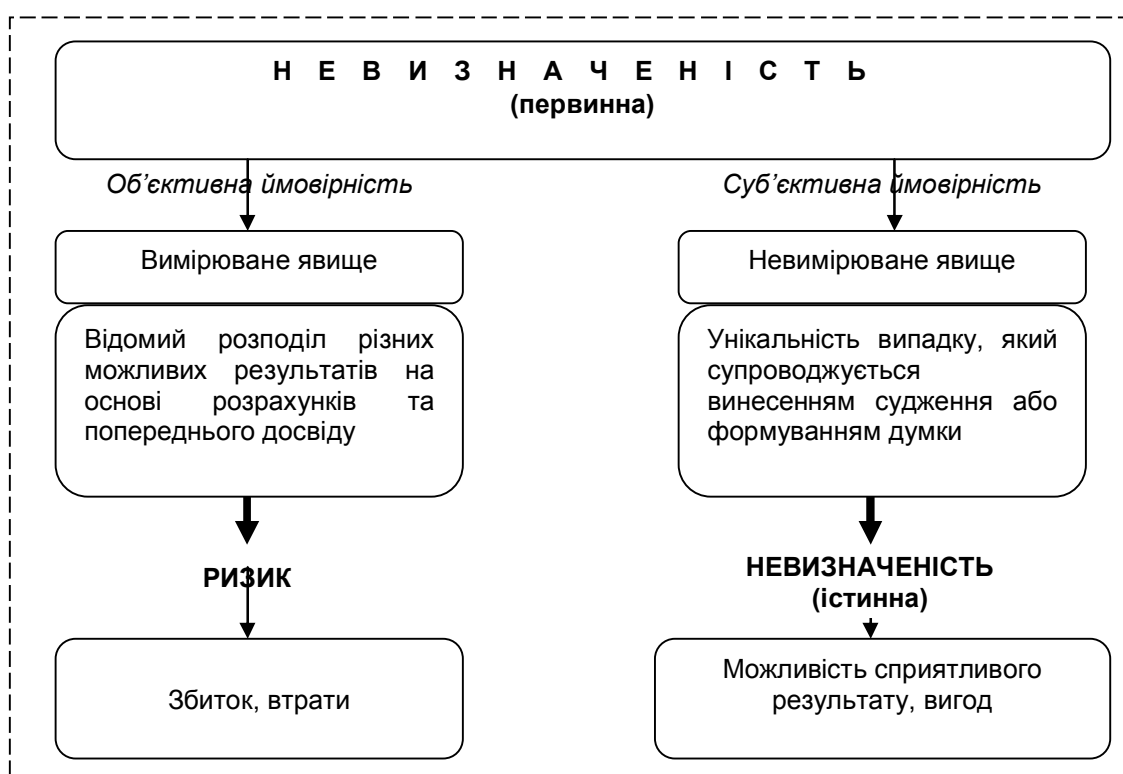 Н Е В И З Н А Ч Е Н І С Т Ь
(первинна)
Об’єктивна ймовірність
Суб’єктивна ймовірність
Вимірюване явище
Невимірюване явище
Відомий розподіл різних
можливих результатів на
основі розрахунків та
попереднього досвіду
Унікальність випадку, який
супроводжується
винесенням судження або
формуванням думки
РИЗИК
НЕВИЗНАЧЕНІСТЬ
(істинна)
Збиток, втрати
Можливість сприятливого
результату, вигод